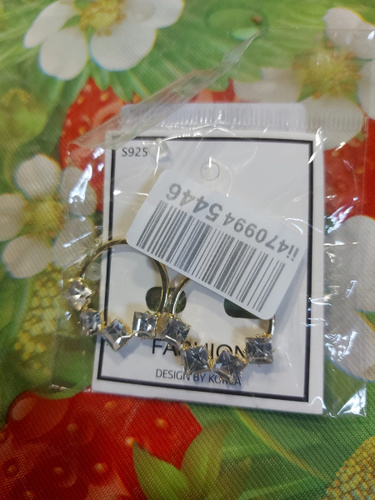 S925
ii4709945446
FASHION
DESIGN BY KOREA